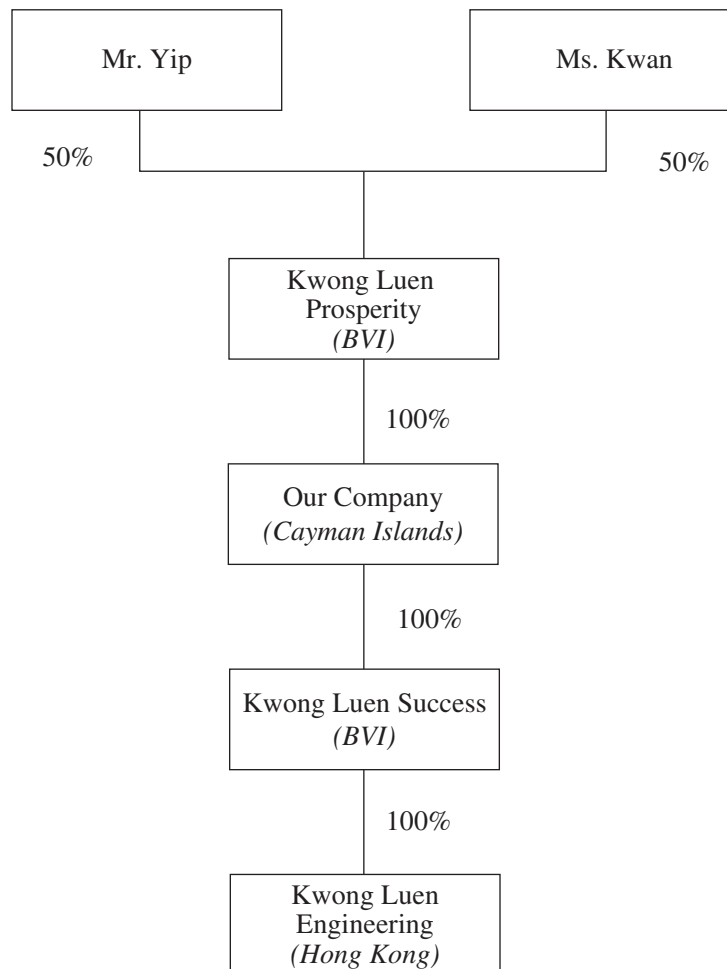 Mr. Yip
Ms. Kwan
50%
50%
Kwong Luen
Prosperity
(BVI)
100%
Our Company
(Cayman Islands)
100%
Kwong Luen Success
(BVI)
100%
Kwong Luen
Engineering
(Hong Kong)